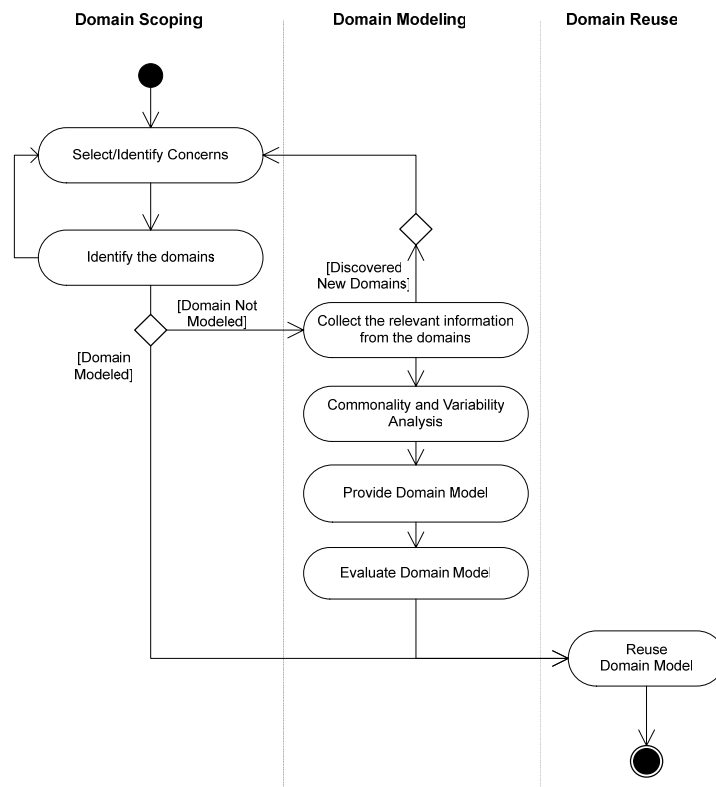 Domain Scoping
Domain Modeling
Domain Reuse
Select/Identify Concerns
Identify the domains
[Discovered
New Domains]
[Domain Not
Modeled]
[Domain
Modeled]
Collect the relevant information
from the domains
Commonality and Variability
Analysis
Provide Domain Model
Evaluate Domain Model
Reuse
Domain Model